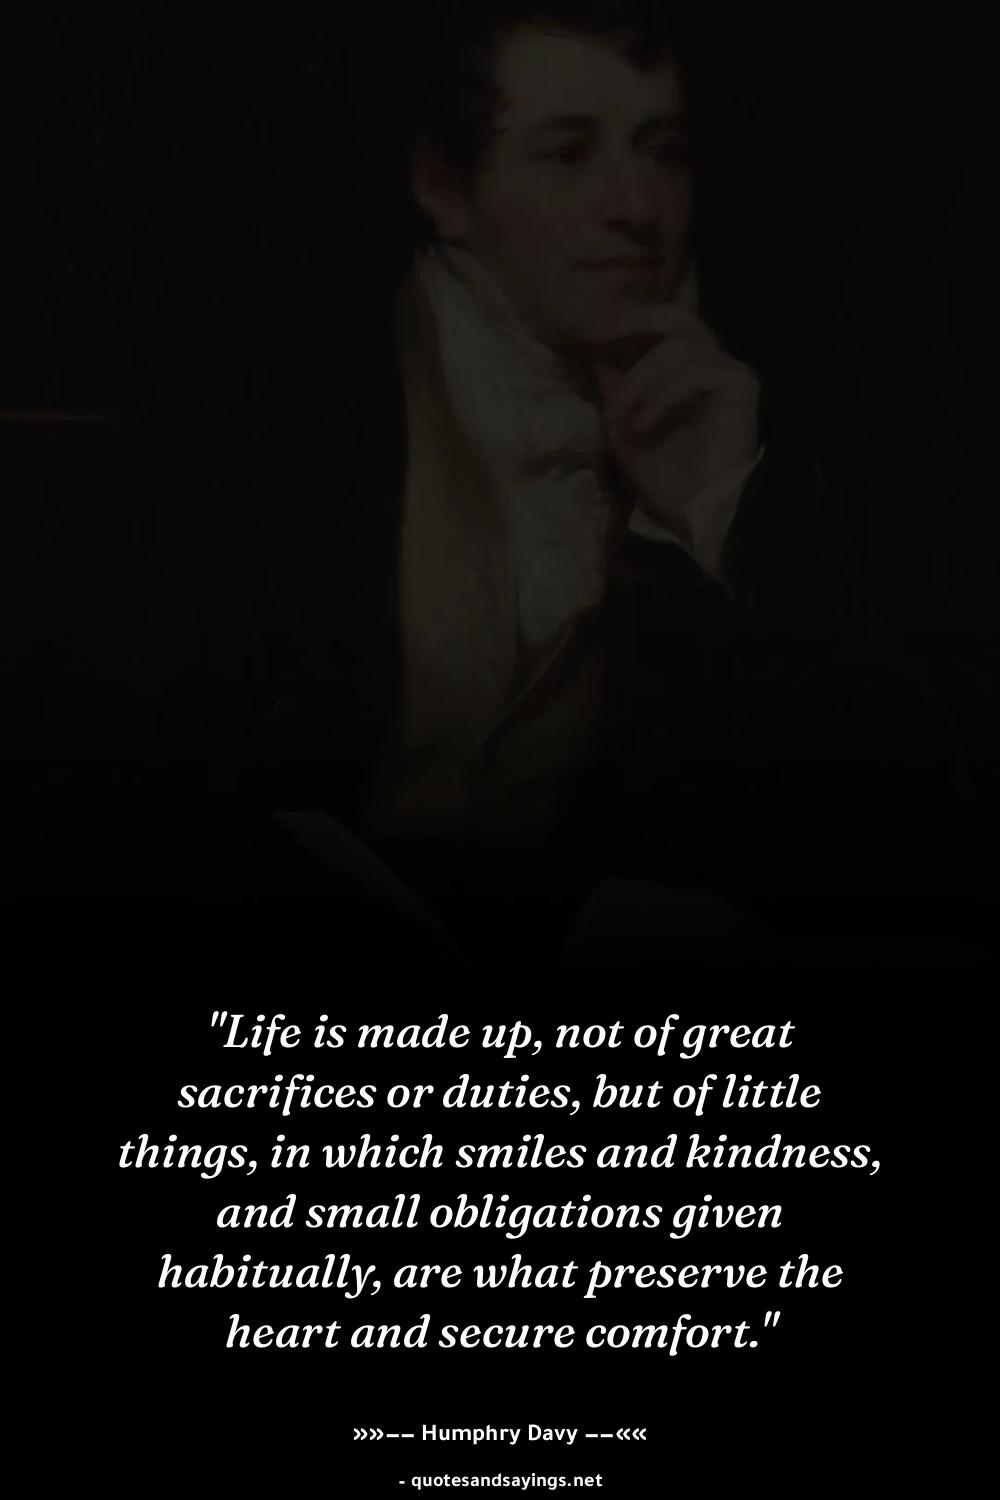 "Life is made up, not of great
sacrifices or duties, but of little
things, in which smiles and kindness,
and small obligations given
habitually, are what preserve the
heart and secure comfort."
»»–– Humphry Davy ––««
- quotesandsayings.net